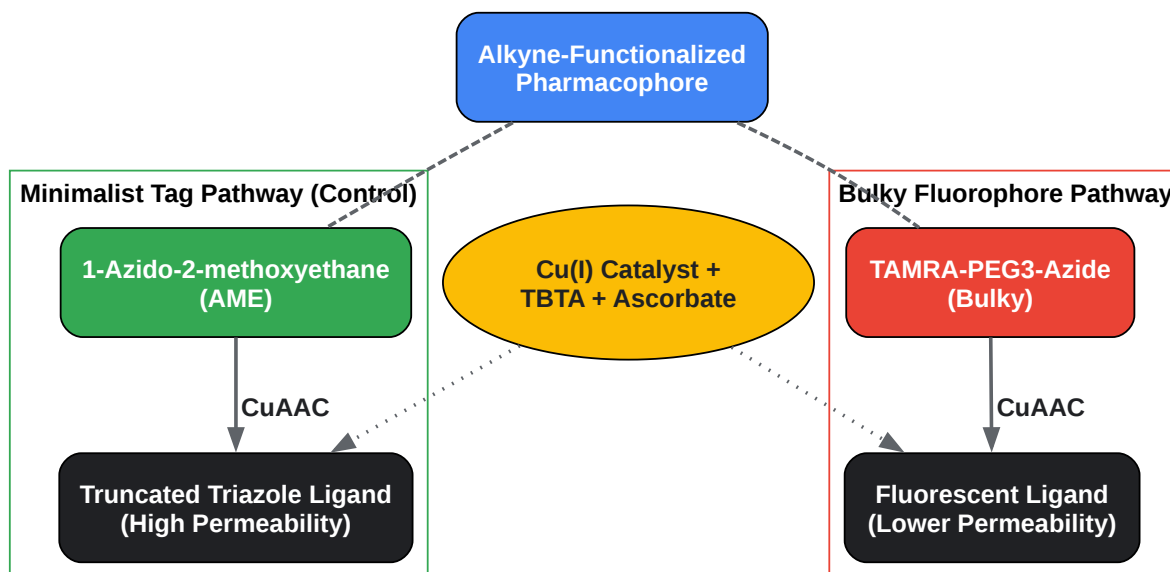 Alkyne-Functionalized
Pharmacophore
Minimalist Tag Pathway (Control)
Bulky Fluorophore Pathway
1-Azido-2-methoxyethane
(AME)
Cu(I) Catalyst +
TBTA + Ascorbate
TAMRA-PEG3-Azide
(Bulky)
CuAAC
CuAAC
Truncated Triazole Ligand
(High Permeability)
Fluorescent Ligand
(Lower Permeability)